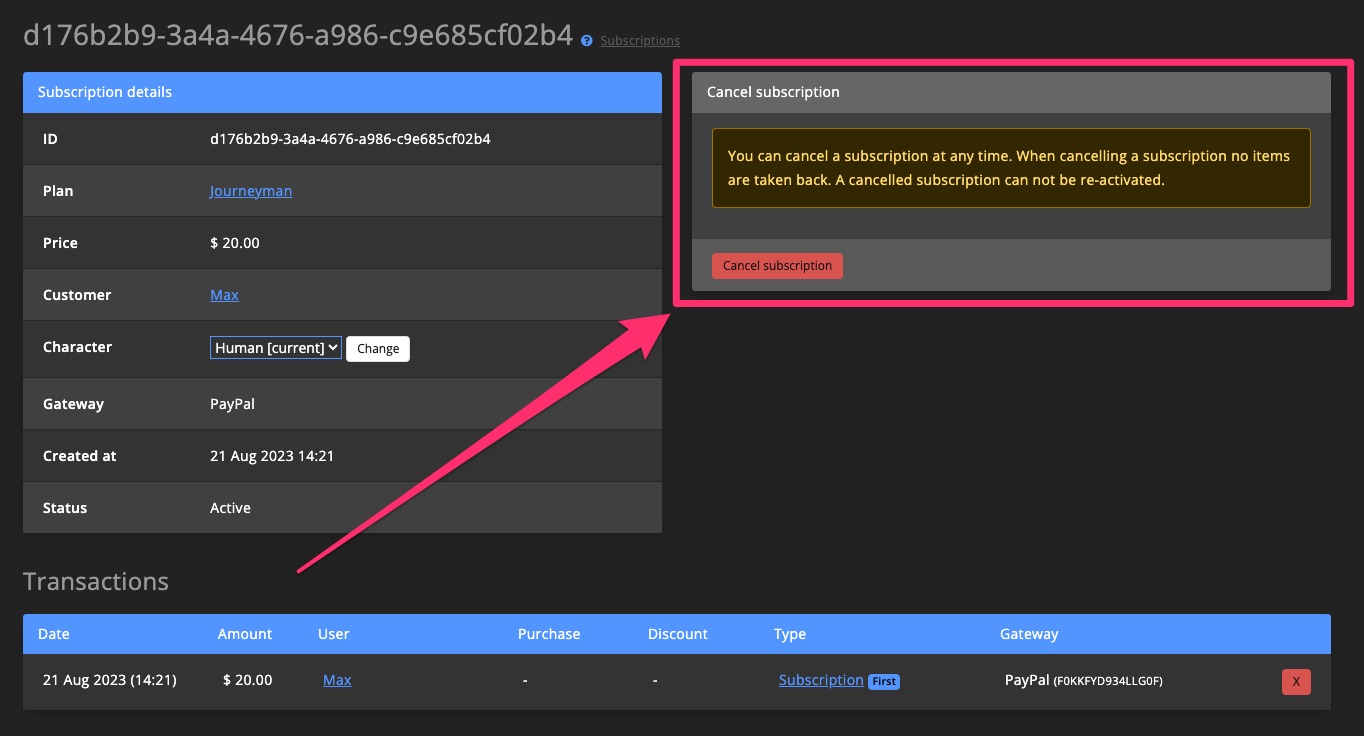 d176b2b9-3a4a-4676-a986-c9e685cf02b4 ? Subscriptions
Subscription details
ID d176b2b9-3a4a-4676-a986-c9e685cf02b4
Plan Journeyman
Price $ 20.00
Customer Max
Character Human [current] Change
Gateway PayPal
Created at 21 Aug 2023 14:21
Status Active
Cancel subscription
You can cancel a subscription at any time. When cancelling a subscription no items
are taken back. A cancelled subscription can not be re-activated.
Cancel subscription
Transactions
Date Amount User Purchase Discount Type Gateway
21 Aug 2023 (14:21) $ 20.00 Max - - Subscription First PayPal (F0KKFYD934LLG0F) X